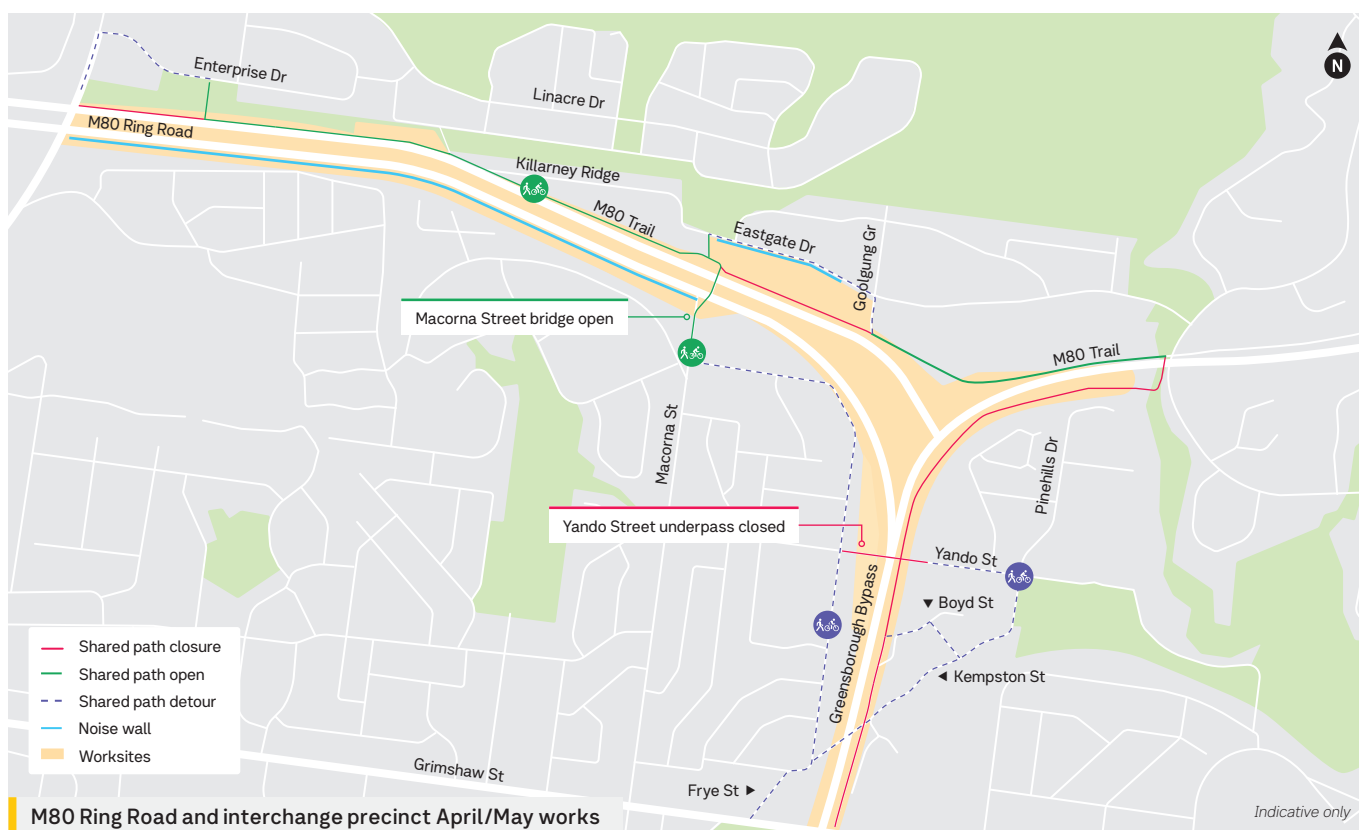 Enterprise Dr
Linacre Dr
N
M80 Ring Road
Killarney Ridge
M80 Trail
Eastgate Dr
Goolgung Gr
Macorna Street bridge open
M80 Trail
Macorna St
Pinehills Dr
Yando Street underpass closed
Yando St
Greensborough Bypass
Boyd St
Kempston St
Shared path closure
Shared path open
Shared path detour
Noise wall
Worksites
Grimshaw St
Frye St
M80 Ring Road and interchange precinct April/May works
Indicative only